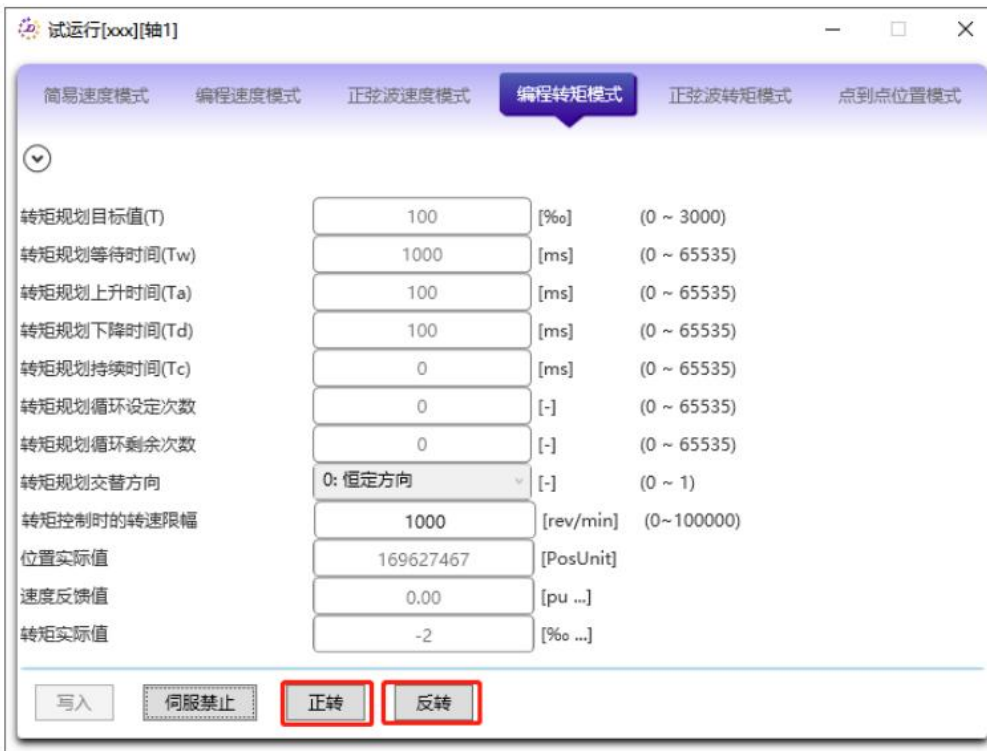 试运行[xxx][轴1]
简易速度模式 编程速度模式 正弦波速度模式 编程转矩模式 正弦波转矩模式 点到点位置模式
转矩规划目标值(T) 100 [‰] (0 ~ 3000)
转矩规划等待时间(Tw) 1000 [ms] (0 ~ 65535)
转矩规划上升时间(Ta) 100 [ms] (0 ~ 65535)
转矩规划下降时间(Td) 100 [ms] (0 ~ 65535)
转矩规划持续时间(Tc) 0 [ms] (0 ~ 65535)
转矩规划循环设定次数 0 [-] (0 ~ 65535)
转矩规划循环剩余次数 0 [-] (0 ~ 65535)
转矩规划交替方向 0: 恒定方向 [-] (0 ~ 1)
转矩控制时的转速限幅 1000 [rev/min] (0~100000)
位置实际值 169627467 [PosUnit]
速度反馈值 0.00 [pu ...]
转矩实际值 -2 [‰ ...]
写入 伺服禁止 正转 反转